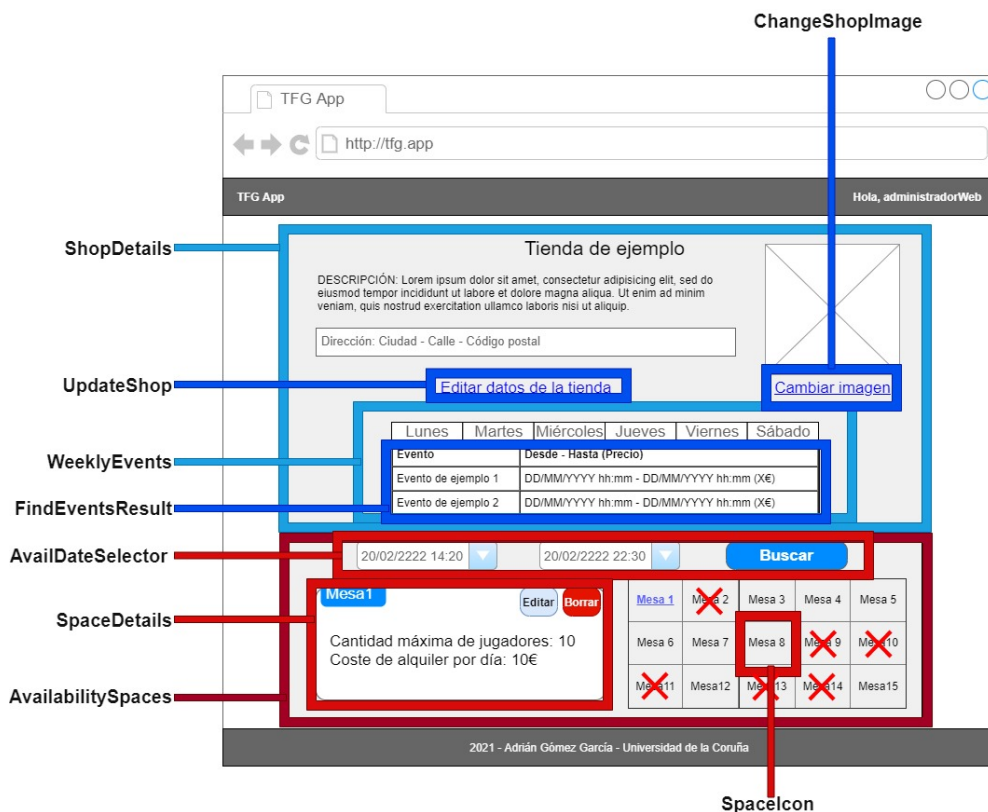 ChangeShopImage
TFG App
http://tfg.app
TFG App
Hola, administradorWeb
ShopDetails
Tienda de ejemplo
DESCRIPCIÓN: Lorem ipsum dolor sit amet, consectetur adipisicing elit, sed do
eiusmod tempor incididunt ut labore et dolore magna aliqua. Ut enim ad minim
veniam, quis nostrud exercitation ullamco laboris nisi ut aliquip.
Dirección: Ciudad - Calle - Código postal
UpdateShop
Editar datos de la tienda
Cambiar imagen
WeeklyEvents
Lunes Martes Miércoles Jueves Viernes Sábado
Evento Desde - Hasta (Precio)
Evento de ejemplo 1 DD/MM/YYYY hh:mm - DD/MM/YYYY hh:mm (X€)
FindEventsResult
Evento de ejemplo 2 DD/MM/YYYY hh:mm - DD/MM/YYYY hh:mm (X€)
AvailDateSelector
20/02/2222 14:20 20/02/2222 22:30 Buscar
SpaceDetails
Mesa1 Editar Borrar
Cantidad máxima de jugadores: 10
Coste de alquiler por día: 10€
Mesa 1 Mesa 2 Mesa 3 Mesa 4 Mesa 5
Mesa 6 Mesa 7 Mesa 8 Mesa 9 Mesa10
Mesa11 Mesa12 Mesa13 Mesa14 Mesa15
AvailabilitySpaces
2021 - Adrián Gómez García - Universidad de la Coruña
SpaceIcon